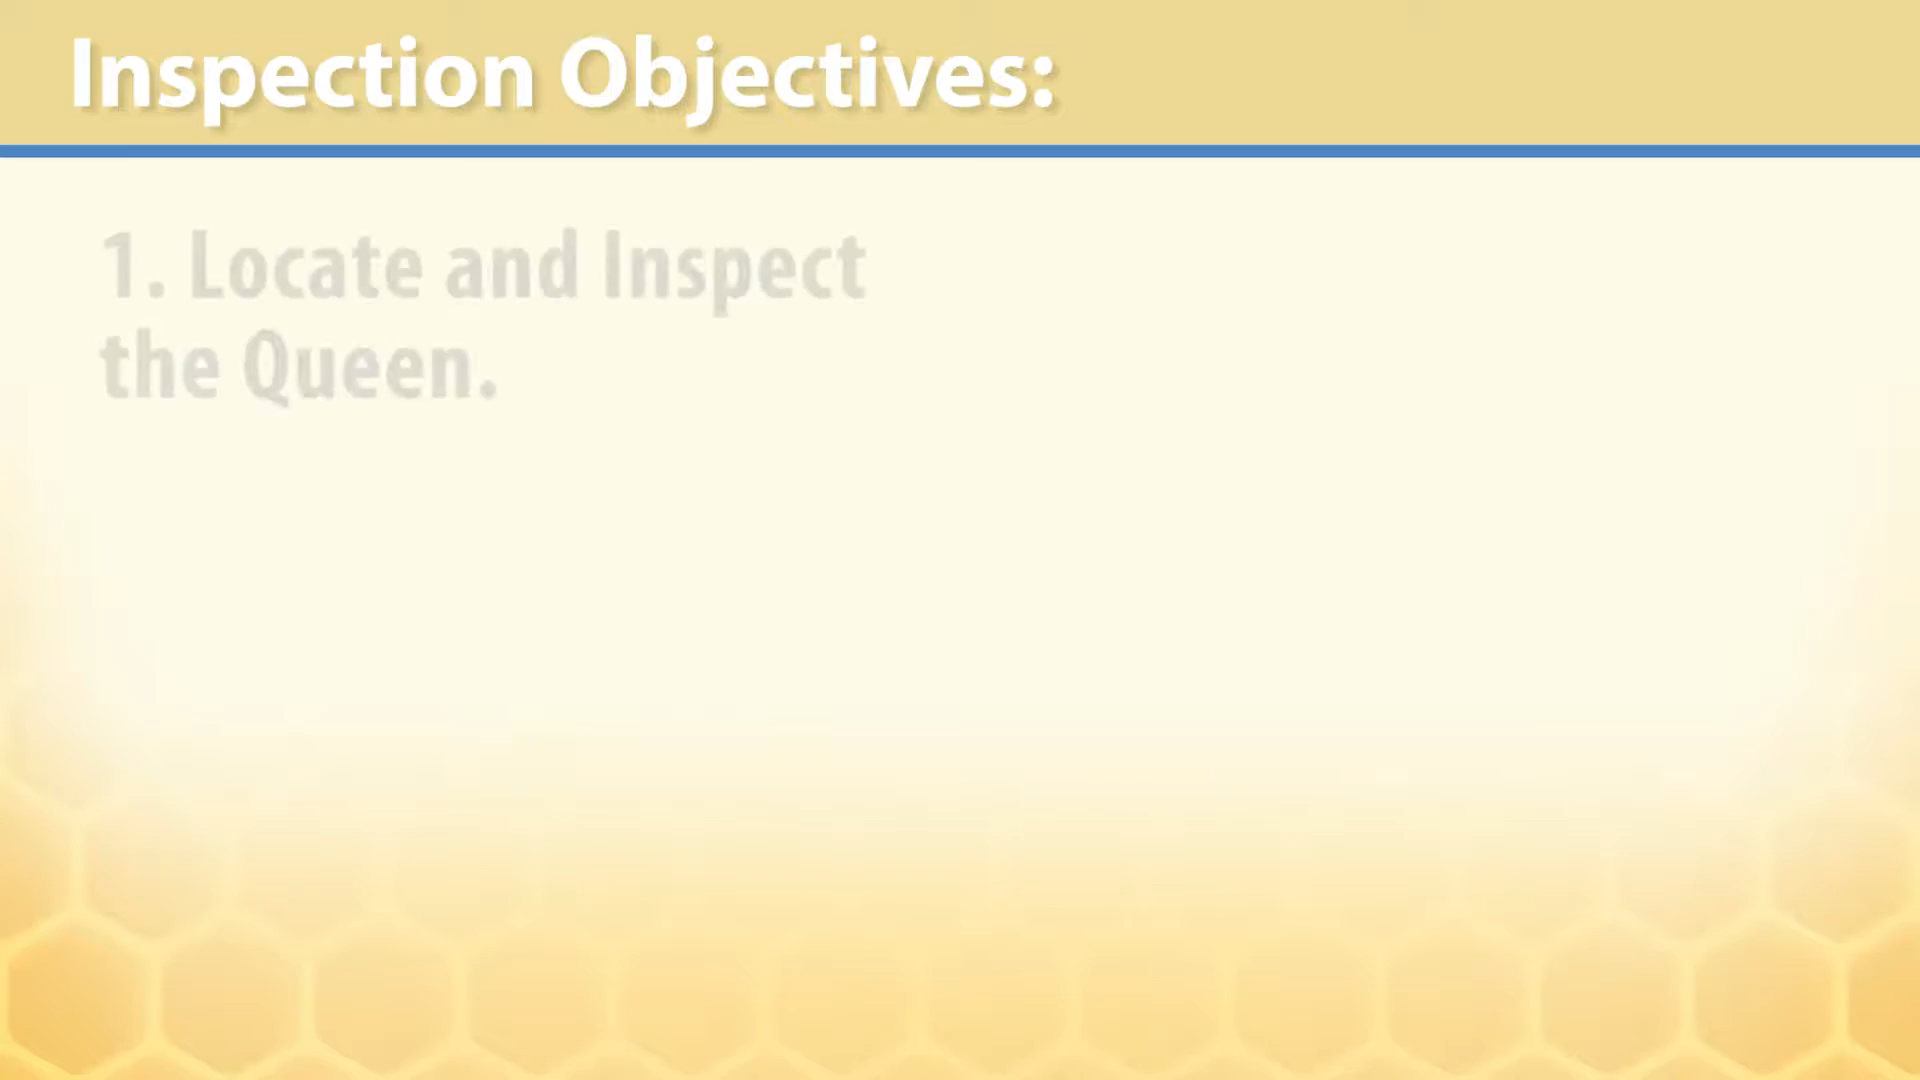 Inspection Objectives:
1. Locate and Inspect
the Queen.